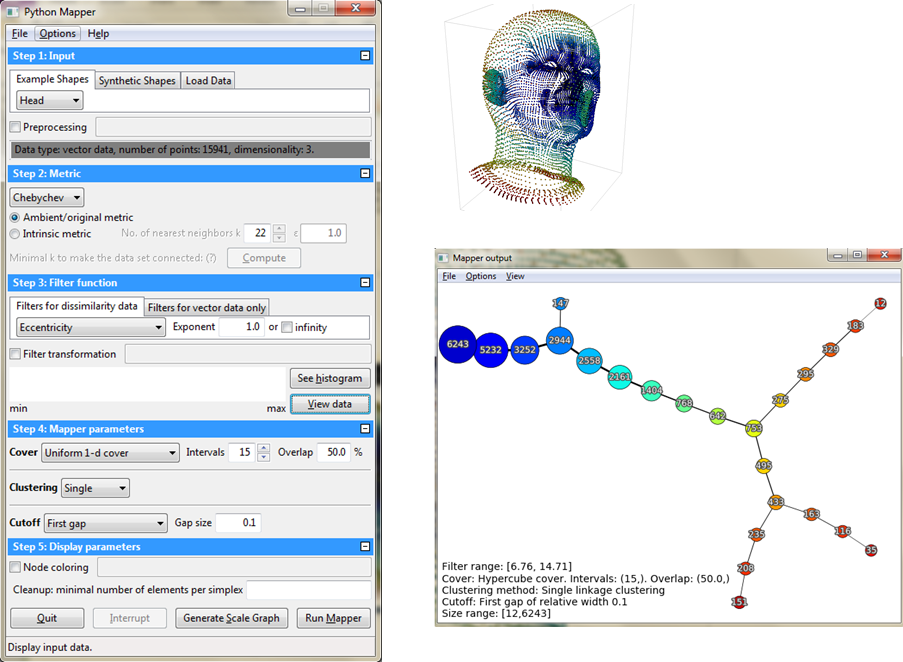 Python Mapper
File Options Help
Step 1: Input
Example Shapes Synthetic Shapes Load Data
Head
Preprocessing
Data type: vector data, number of points: 15941, dimensionality: 3.
Step 2: Metric
Chebychev
Ambient/original metric
Intrinsic metric No. of nearest neighbors k 22 ε 1.0
Minimal k to make the data set connected: (?) Compute
Step 3: Filter function
Filters for dissimilarity data Filters for vector data only
Eccentricity Exponent 1.0 or infinity
Filter transformation
See histogram
min max View data
Step 4: Mapper parameters
Cover Uniform 1-d cover Intervals 15 Overlap 50.0 %
Clustering Single
Cutoff First gap Gap size 0.1
Step 5: Display parameters
Node coloring
Cleanup: minimal number of elements per simplex
Quit Interrupt Generate Scale Graph Run Mapper
Display input data.
Mapper output
File Options View
147
12
183
6243
5232
3252
2944
329
2558
295
2161
1404
275
768
642
753
495
433
163
116
235
35
208
151
Filter range: [6.76, 14.71]
Cover: Hypercube cover. Intervals: (15,). Overlap: (50.0,)
Clustering method: Single linkage clustering
Cutoff: First gap of relative width 0.1
Size range: [12,6243]